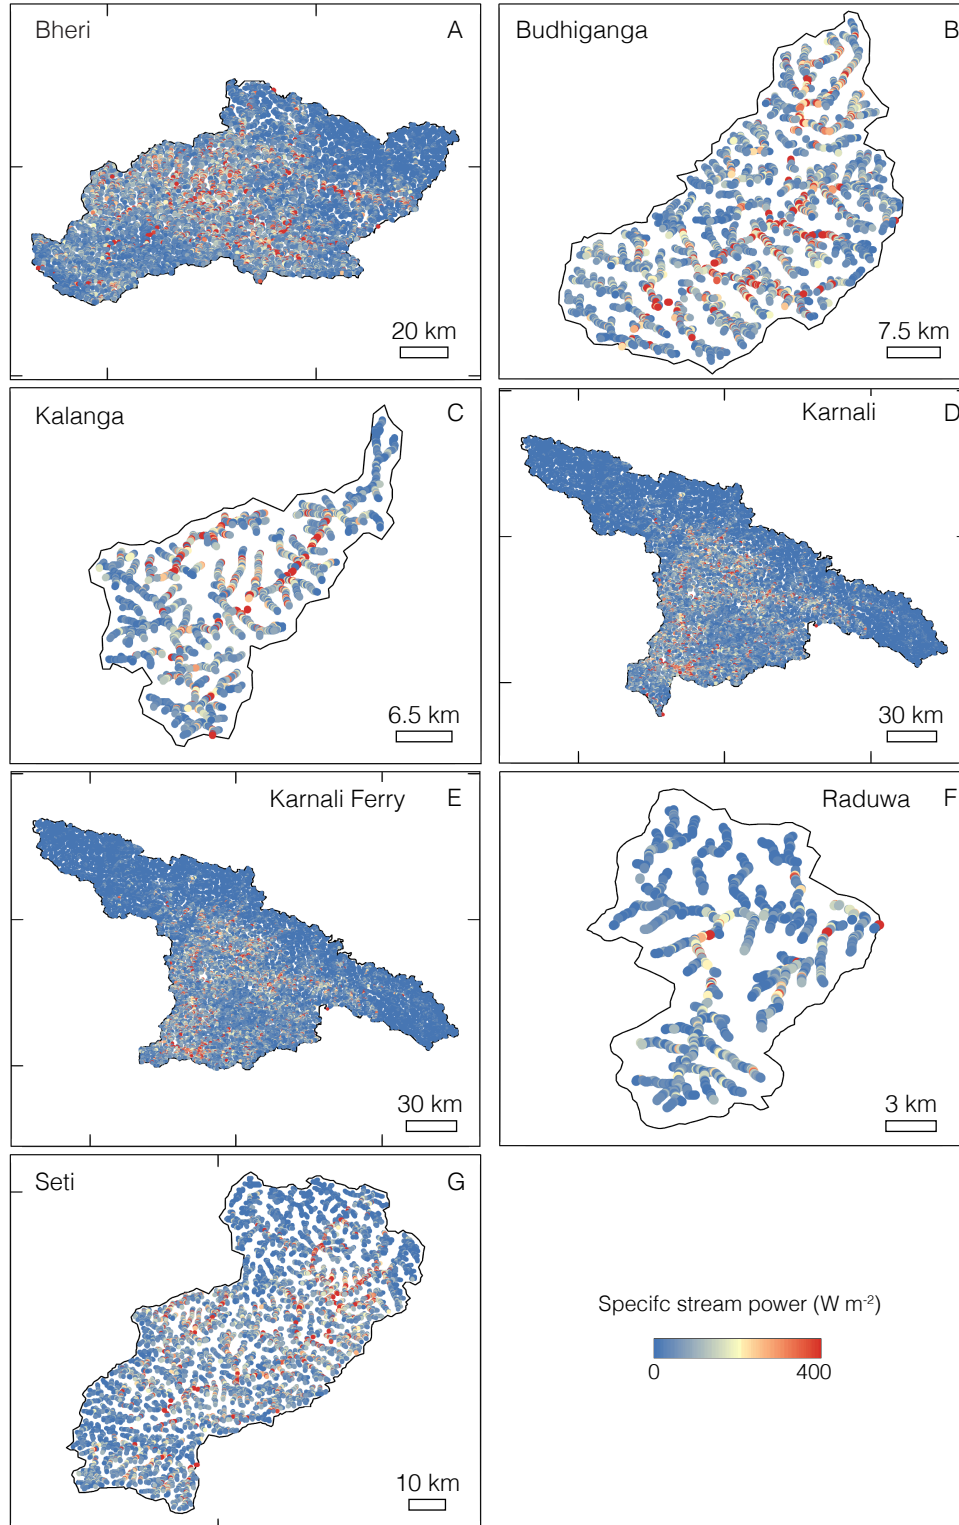 Bheri A
20 km
Budhiganga B
7.5 km
Kalanga C
6.5 km
Karnali D
30 km
Karnali Ferry E
30 km
Raduwa F
3 km
Seti G
10 km
Specifc stream power (W m⁻²)
0 400